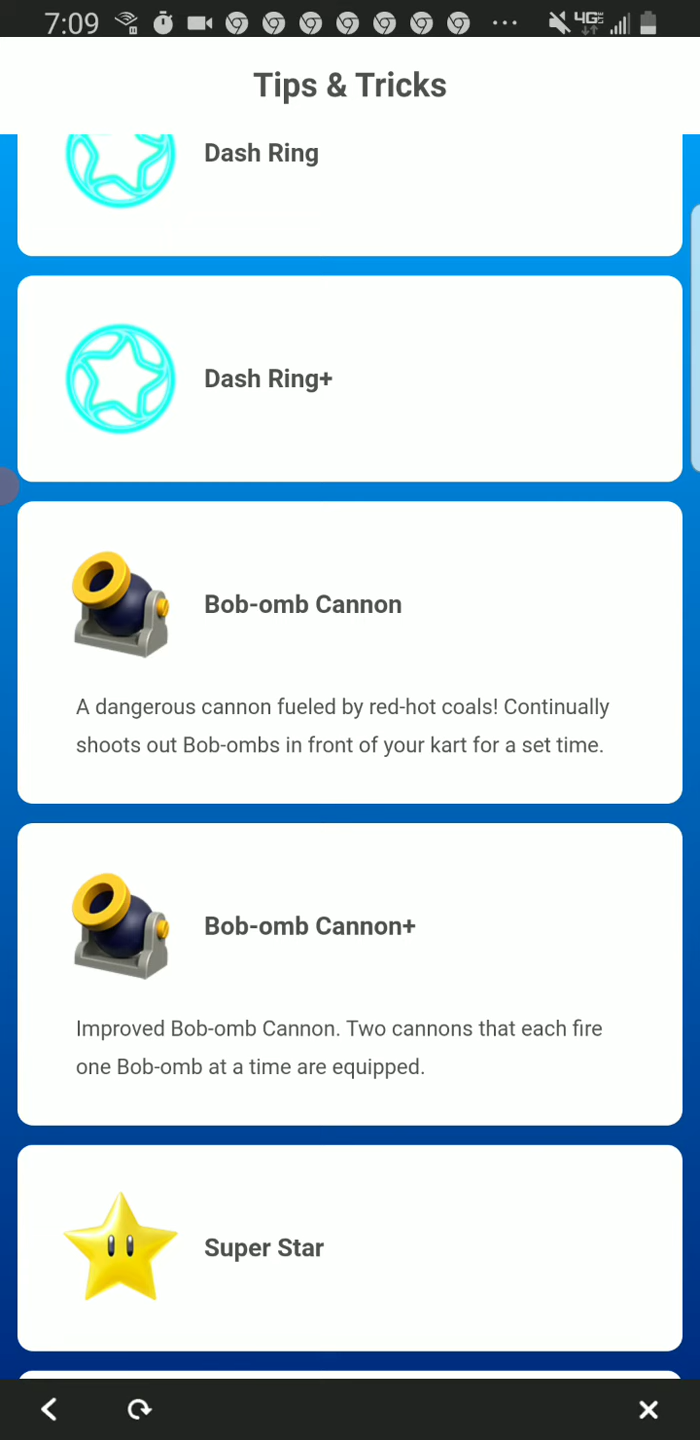 7:09
4G
Tips & Tricks
Dash Ring
Dash Ring+
Bob-omb Cannon
A dangerous cannon fueled by red-hot coals! Continually
shoots out Bob-ombs in front of your kart for a set time.
Bob-omb Cannon+
Improved Bob-omb Cannon. Two cannons that each fire
one Bob-omb at a time are equipped.
Super Star